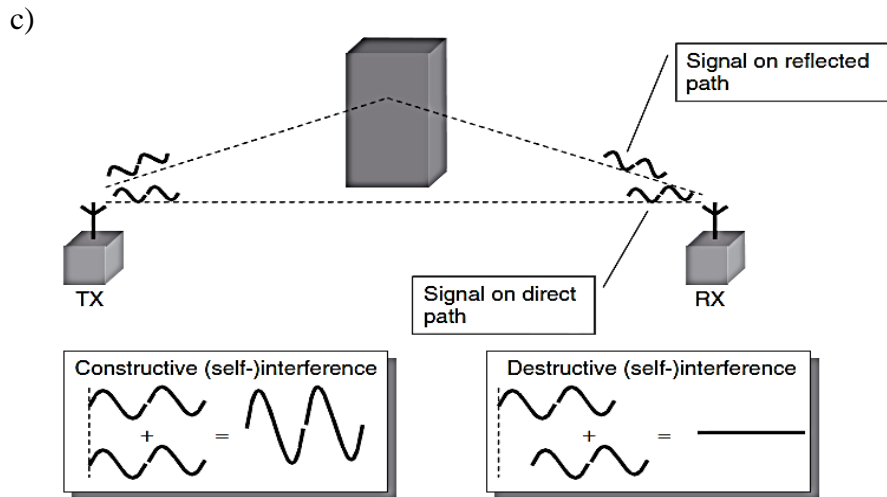 c)
Signal on reflected
path
TX
RX
Signal on direct
path
Constructive (self-)interference
+ =
Destructive (self-)interference
+ =